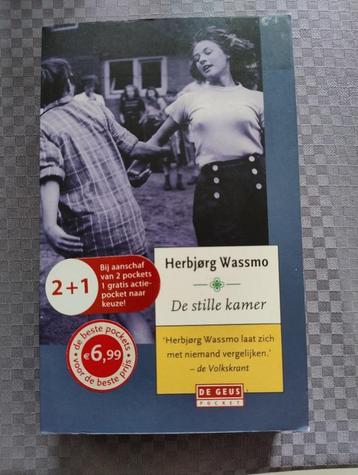 2+1
Bij aanschaf
van 2 pockets
1 gratis actie-
pocket naar
keuze!
Herbjørg Wassmo
De stille kamer
de beste pockets
€6,99
voor de beste prijs
'Herbjørg Wassmo laat zich
met niemand vergelijken.'
– de Volkskrant
DE GEUS
POCKET